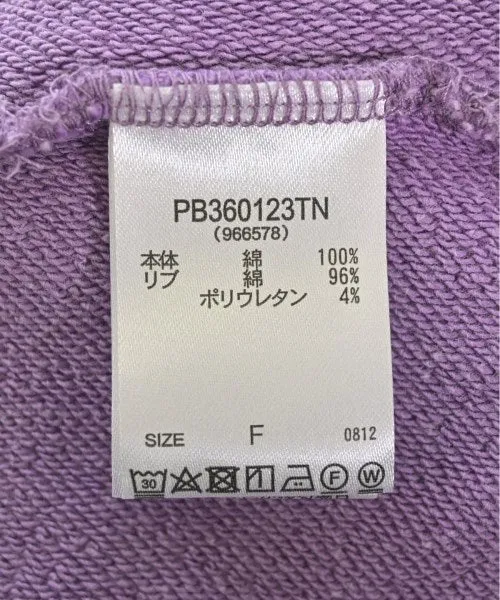 PB360123TN
(966578)
本体 綿 100%
リブ 綿 96%
ポリウレタン 4%
SIZE F 0812
30 F W